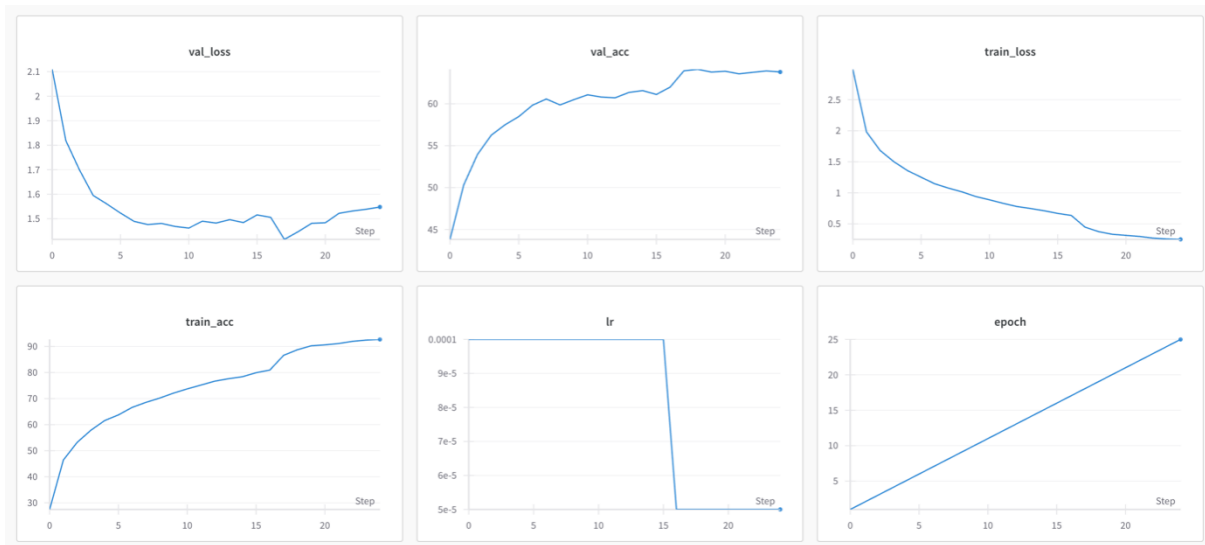 val_loss
2.1
2
1.9
1.8
1.7
1.6
1.5
Step
0 5 10 15 20
val_acc
60
55
50
45
Step
0 5 10 15 20
train_loss
2.5
2
1.5
1
0.5
Step
0 5 10 15 20
train_acc
90
80
70
60
50
40
30
Step
0 5 10 15 20
lr
0.0001
9e-5
8e-5
7e-5
6e-5
5e-5
Step
0 5 10 15 20
epoch
25
20
15
10
5
Step
0 5 10 15 20